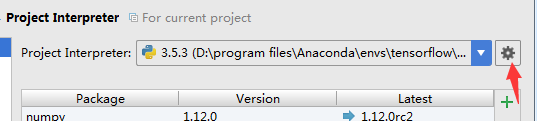 Project Interpreter For current project
Project Interpreter: 3.5.3 (D:\program files\Anaconda\envs\tensorflow\...
Package Version Latest
numpy 1.12.0 1.12.0rc2